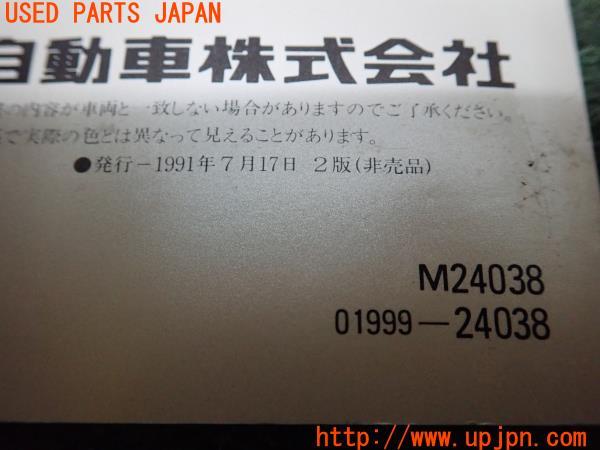 USED PARTS JAPAN
自動車株式会社
の内容が車両と一致しない場合がありますのでご了承ください。
で実際の色とは異なって見えることがあります。
●発行－1991年7月17日 2版(非売品)
M24038
01999－24038
http://www.upjpn.com/